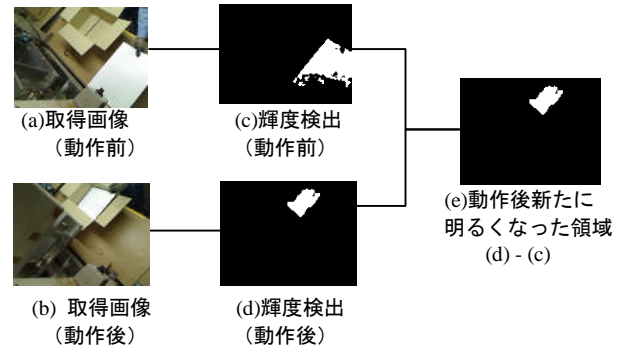 (a)取得画像
（動作前）
(c)輝度検出
（動作前）
(b) 取得画像
（動作後）
(d)輝度検出
（動作後）
(e)動作後新たに
明るくなった領域
(d) - (c)